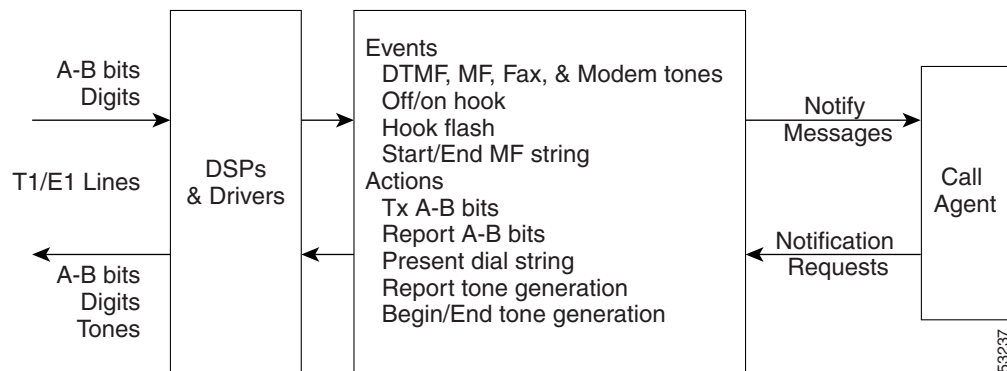 A-B bits
Digits
T1/E1 Lines
A-B bits
Digits
Tones
DSPs
& Drivers
Events
DTMF, MF, Fax, & Modem tones
Off/on hook
Hook flash
Start/End MF string
Actions
Tx A-B bits
Report A-B bits
Present dial string
Report tone generation
Begin/End tone generation
Notify
Messages
Notification
Requests
Call
Agent
53237